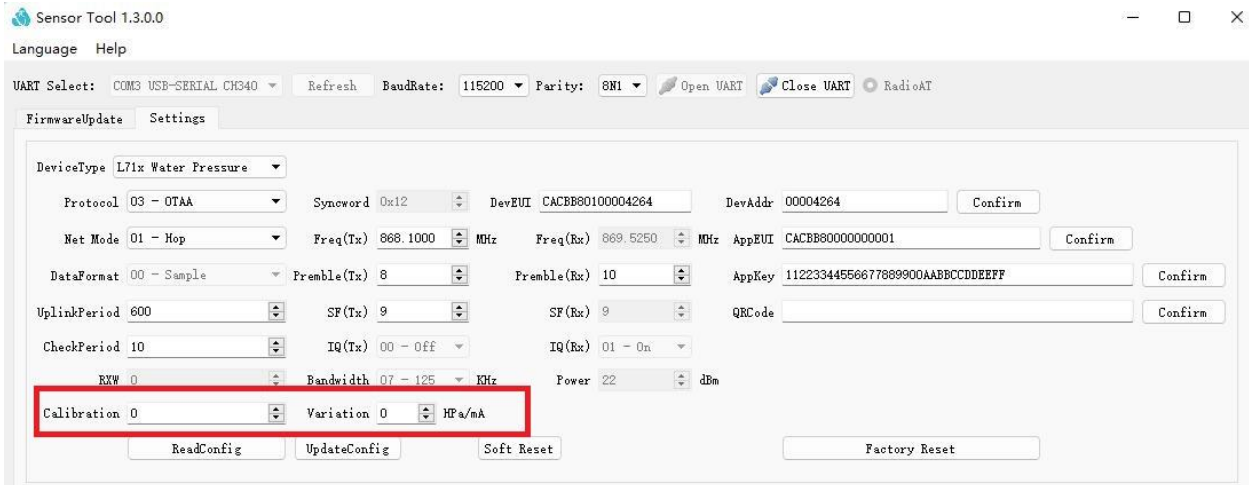 Sensor Tool 1.3.0.0
Language Help
UART Select: COM3 USB-SERIAL CH340 Refresh BaudRate: 115200 Parity: 8N1 Open UART Close UART RadioAT
FirmwareUpdate Settings
DeviceType L71x Water Pressure
Protocol 03 - OTAA Syncword 0x12 DevEUI CACBB80100004264 DevAddr 00004264 Confirm
Net Mode 01 - Hop Freq(Tx) 868.1000 MHz Freq(Rx) 869.5250 MHz AppEUI CACBB80000000001 Confirm
DataFormat 00 - Sample Premble(Tx) 8 Premble(Rx) 10 AppKey 11223344556677889900AABBCCDDEEFF Confirm
UplinkPeriod 600 SF(Tx) 9 SF(Rx) 9 QRCode Confirm
CheckPeriod 10 IQ(Tx) 00 - Off IQ(Rx) 01 - On
RXW 0 Bandwidth 07 - 125 KHz Power 22 dBm
Calibration 0 Variation 0 HPa/mA
ReadConfig UpdateConfig Soft Reset Factory Reset